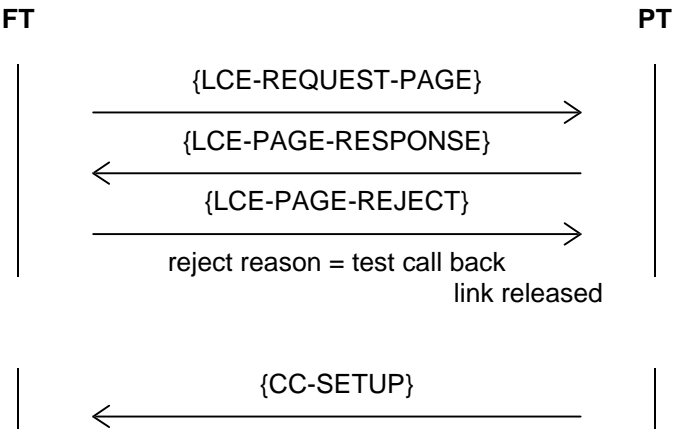 FT PT
{LCE-REQUEST-PAGE}
{LCE-PAGE-RESPONSE}
{LCE-PAGE-REJECT}
reject reason = test call back
link released
{CC-SETUP}